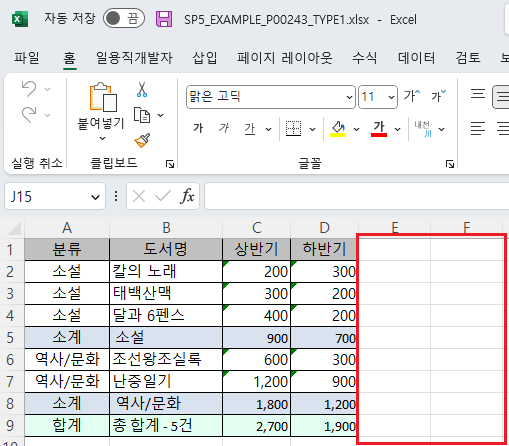 자동 저장 SP5_EXAMPLE_P00243_TYPE1.xlsx - Excel
파일 홈 일용직개발자 삽입 페이지 레이아웃 수식 데이터 검토
붙여넣기 맑은 고딕 11 가 가
가 가 가 가 내천
실행 취소 클립보드 글꼴
J15 fx
A B C D E F
1 분류 도서명 상반기 하반기
2 소설 칼의 노래 200 300
3 소설 태백산맥 300 200
4 소설 달과 6펜스 400 200
5 소계 소설 900 700
6 역사/문화 조선왕조실록 600 300
7 역사/문화 난중일기 1,200 900
8 소계 역사/문화 1,800 1,200
9 합계 총 합계 - 5건 2,700 1,900
10